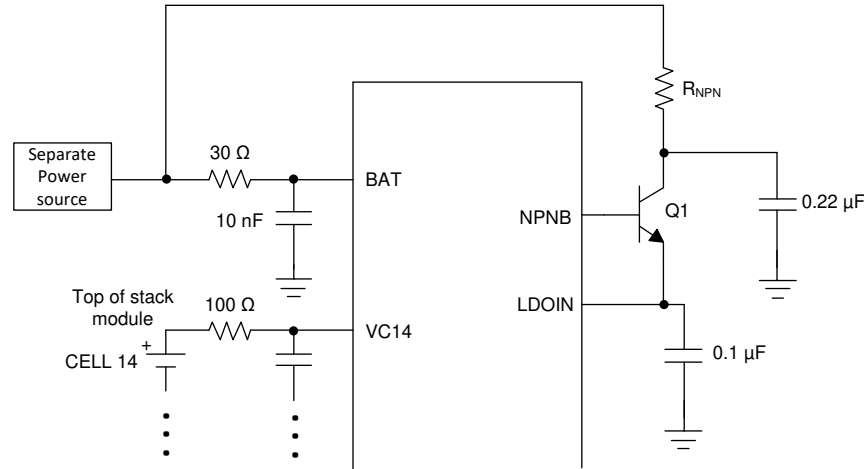 R_NPN
Separate
Power
source
30 Ω
BAT
10 nF
NPNB
Q1
0.22 µF
LDOIN
Top of stack
module
100 Ω
VC14
+
CELL 14
0.1 µF